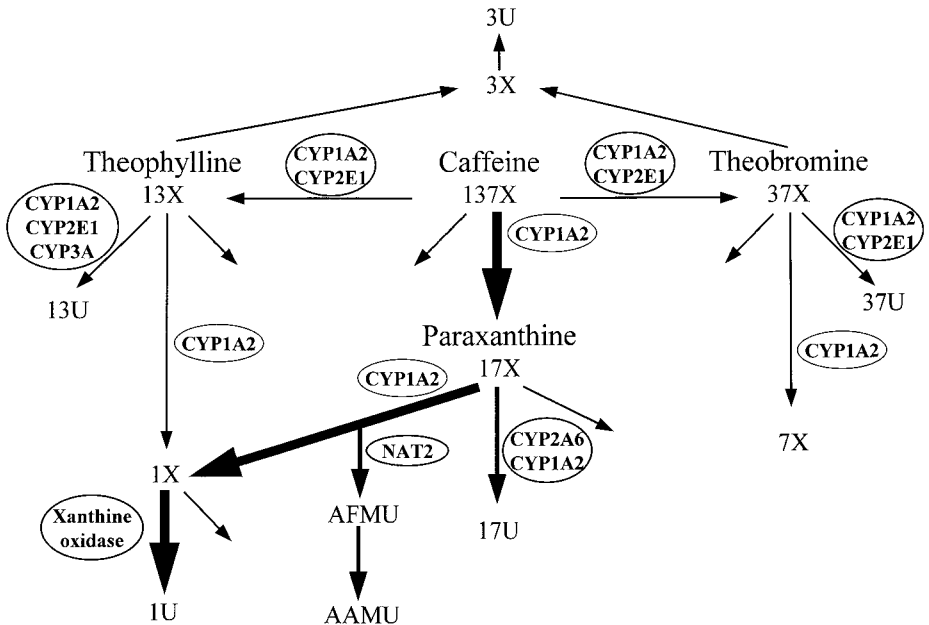 3U
3X
Theophylline
13X
CYP1A2
CYP2E1
Caffeine
137X
CYP1A2
CYP2E1
Theobromine
37X
CYP1A2
CYP2E1
CYP3A
13U
CYP1A2
CYP1A2
CYP2E1
37U
CYP1A2
Paraxanthine
17X
CYP1A2
CYP1A2
NAT2
CYP2A6
CYP1A2
7X
1X
AFMU
17U
Xanthine
oxidase
1U
AAMU